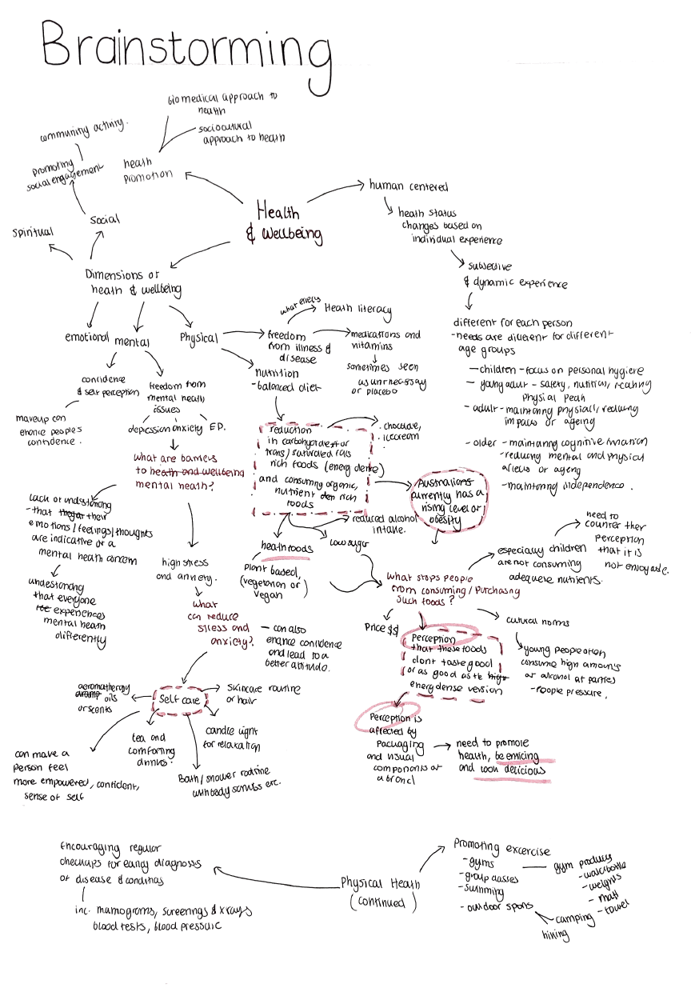 Brainstorming
biomedical approach to
health
sociocultural
approach to health
community activity.
promoting
social engagement
health
promotion
human centered
Health
& wellbeing
health status
changes based on
individual experience
Social
Spiritual
subjective
& dynamic experience
Dimensions of
health & wellbeing
different for each person
- needs are different for different
age groups
- children - focus on personal hygiene
- young adult - safety, nutrition, reaching
physical peak
- adult - maintaining physically, reducing
impacts of ageing
- older - maintaining cognitive function
- reducing mental and physical
affects of ageing
- maintaining independence.
emotional
mental
Physical
what effects
Health literacy
freedom
from illness &
disease
medications and
vitamins
sometimes seen
as unnecessary
or placebo
nutrition
- balanced diet
confidence
& self perception
freedom from
mental health
issues
makeup can
enhance peoples
confidence.
depression
anxiety
E.D.
what are barriers
to health and wellbeing
mental health?
reduction
in carbohydrate or
trans/saturated fats
rich foods (energy dense)
and consuming organic,
nutrient den rich
foods
. chocolate,
. icecream
Australians
currently has a
rising level of
obesity
lack of understanding
- that their
emotions/feelings/thoughts
are indicative of a
mental health concern
reduced alcohol
intake.
low sugar
health foods
plant based,
(vegetarian or)
vegan
high stress
and anxiety.
understanding
that everyone
experiences
mental health
differently
what
can reduce
stress and
anxiety?
- can also
enhance confidence
and lead to a
better attitude.
what stops people
from consuming/purchasing
such foods?
especially children
are not consuming
adequate nutrients.
need to
counter their
perception
that it is
not enjoyable.
Price $$
Perception
that these foods
dont taste good
or as good as the high
energy dense version
cultural norms
young people often
consume high amounts
of alcohol at parties
- people pressure.
aeromatherapy
oils
or scents
self care
skincare routine
or hair
tea and
comforting
drinks.
candle light
for relaxation
can make a
person feel
more empowered, confident,
sense of self
Bath/shower routine
with body scrubs etc.
Perception is
affected by
packaging
and visual
components of
a brand
need to promote
health, be enticing
and look delicious
Encouraging regular
checkups for early diagnosis
of disease & conditions
inc. mamograms, screenings & xrays
blood tests, blood pressure
Physical Health
(continued)
Promoting excercise
- gyms
- group classes
- swimming
- outdoor sports
gym products
- waterbottle
- weights
- matt
- towel
camping
hiking